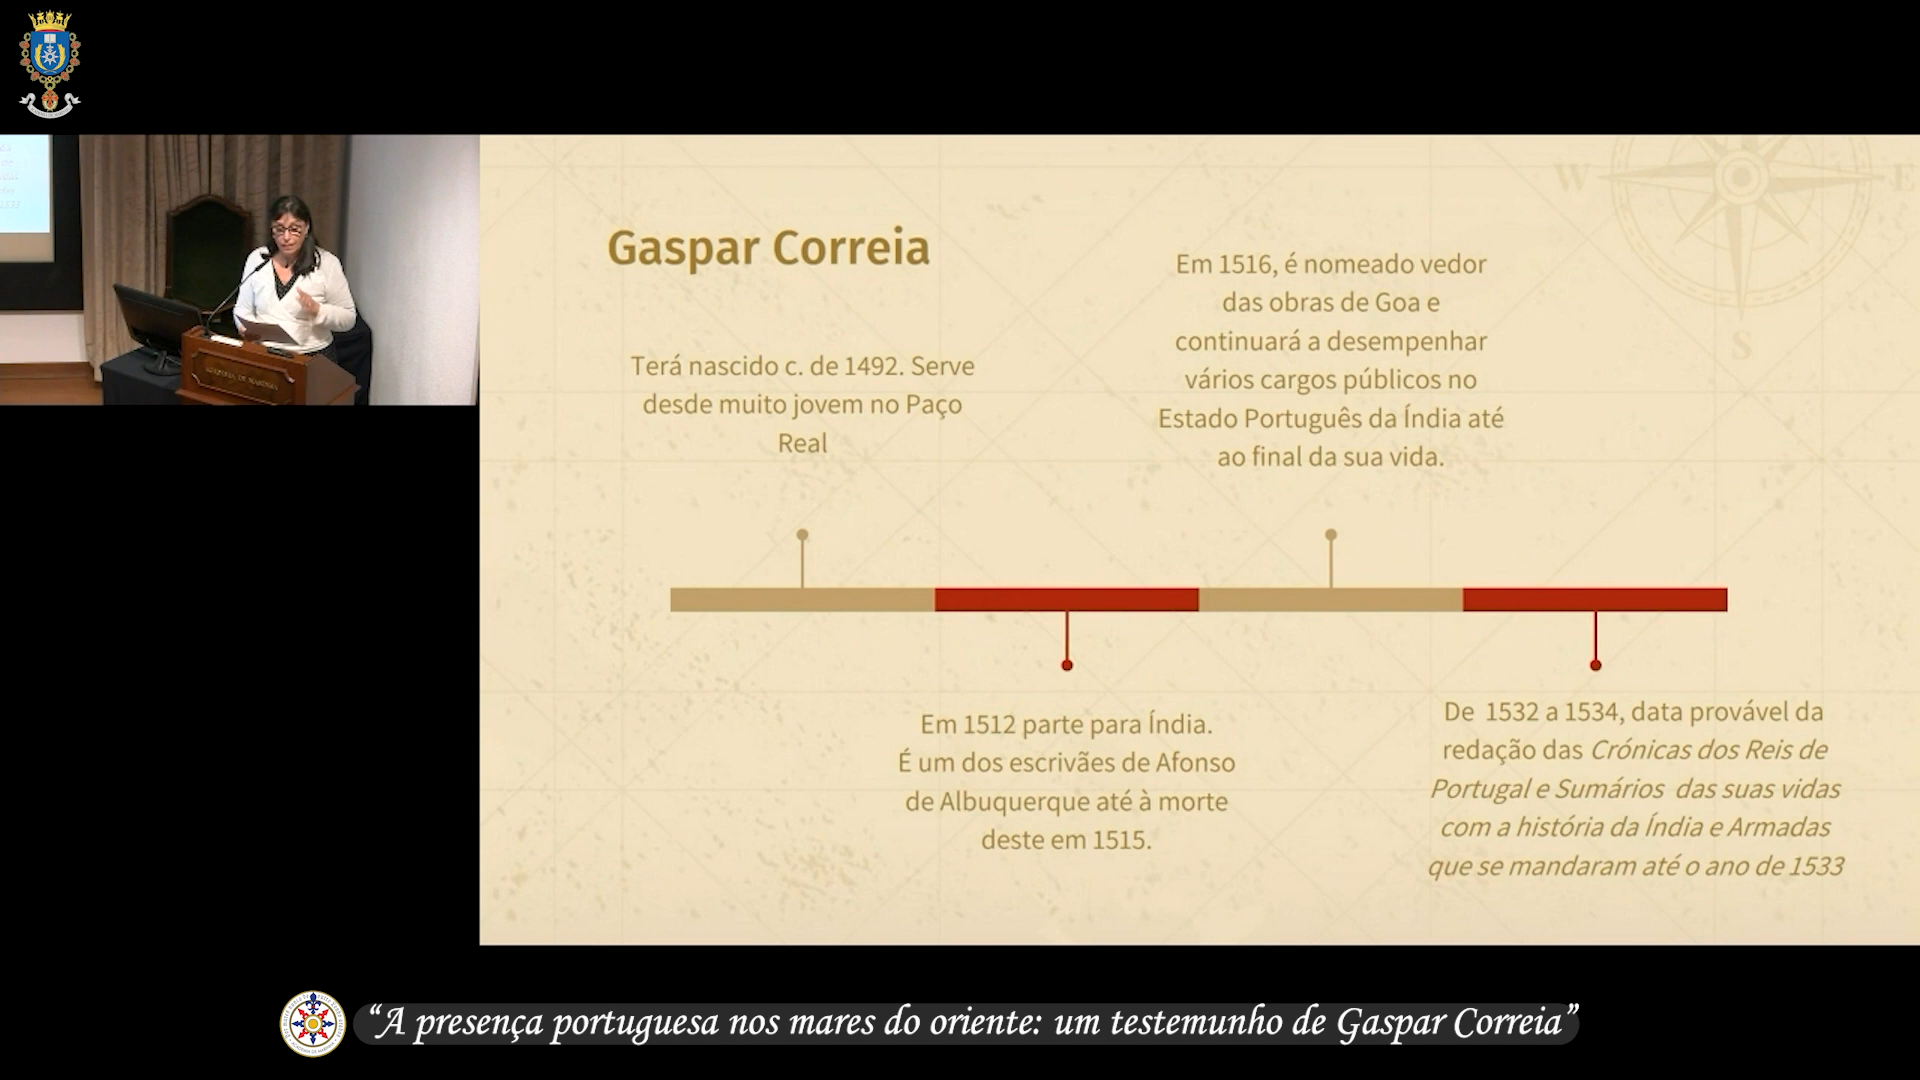 Gaspar Correia
Terá nascido c. de 1492. Serve
desde muito jovem no Paço
Real
Em 1516, é nomeado vedor
das obras de Goa e
continuará a desempenhar
vários cargos públicos no
Estado Português da Índia até
ao final da sua vida.
Em 1512 parte para Índia.
É um dos escrivães de Afonso
de Albuquerque até à morte
deste em 1515.
De 1532 a 1534, data provável da
redação das Crónicas dos Reis de
Portugal e Sumários das suas vidas
com a história da Índia e Armadas
que se mandaram até o ano de 1533
W
E
S
ACADEMIA DE MARINHA
“A presença portuguesa nos mares do oriente: um testemunho de Gaspar Correia”